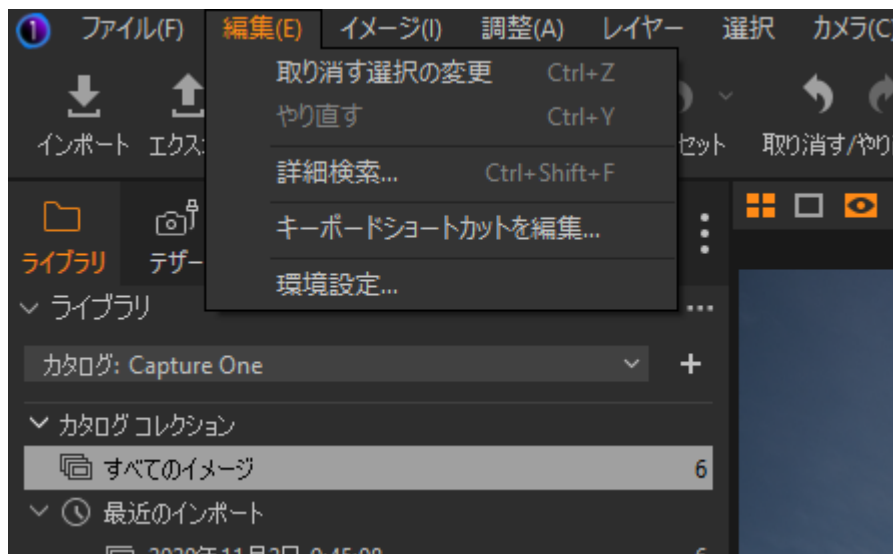 ファイル(F) 編集(E) イメージ(I) 調整(A) レイヤー 選択 カメラ(C
取り消す選択の変更 Ctrl+Z
やり直す Ctrl+Y
インポート エクス セット 取り消す/やり
詳細検索... Ctrl+Shift+F
キーボードショートカットを編集...
ライブラリ テザー
環境設定...
ライブラリ
カタログ: Capture One
カタログ コレクション
すべてのイメージ 6
最近のインポート